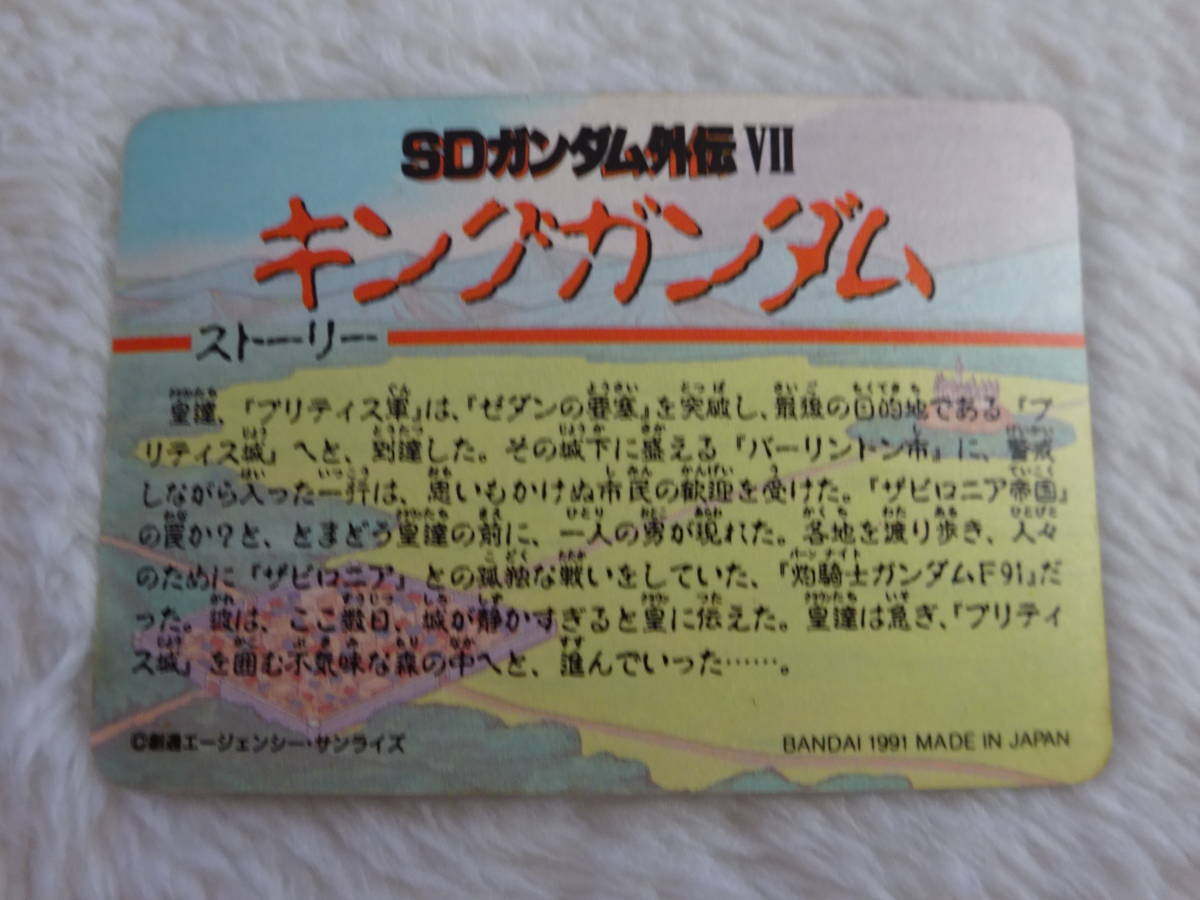 SDガンダム外伝 VII
キングガンダム
ストーリー
皇達、「ブリティス軍」は、「ゼダンの要塞」を突破し、最後の目的地である「ブ
リティス城」へと、到達した。その城下に盛える「バーリントン市」に、警戒
しながら入った一行は、思いもかけぬ市民の歓迎を受けた。「ザビロニア帝国」
の罠か?と、とまどう皇達の前に、一人の男が現れた。各地を渡り歩き、人々
のために「ザビロニア」との孤独な戦いをしていた、「灼騎士ガンダムF91」だ
った。彼は、ここ数日、城が静かすぎると皇に伝えた。皇達は急ぎ、「ブリティ
ス城」を囲む不気味な森の中へと、進んでいった……。
©創通エージェンシー・サンライズ
BANDAI 1991 MADE IN JAPAN